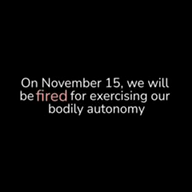 On November 15, we will
be fired for exercising our
bodily autonomy